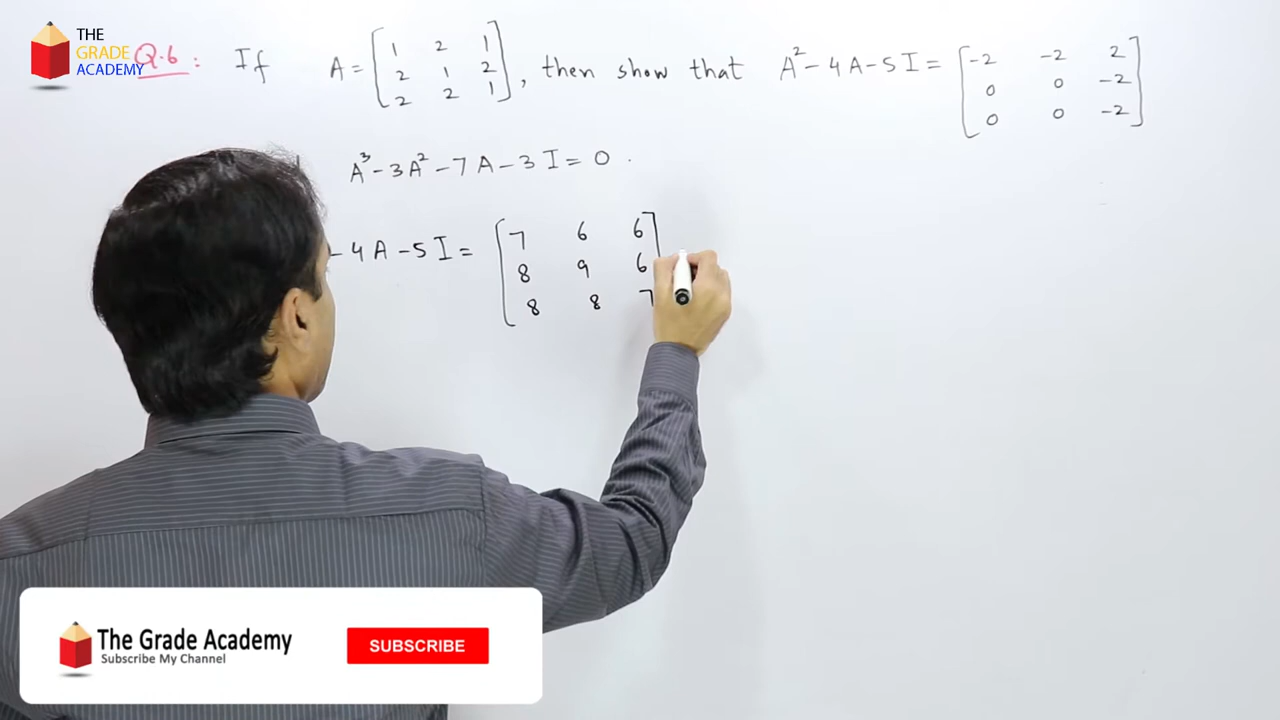 THE
GRADE
ACADEMY
Q.6 : If A = [1 2 1; 2 1 2; 2 2 1], then show that A² - 4A - 5I = [-2 -2 2; 0 0 -2; 0 0 -2]
A³ - 3A² - 7A - 3I = 0.
- 4A - 5I = [7 6 6; 8 9 6; 8 8 7]
The Grade Academy
Subscribe My Channel
SUBSCRIBE